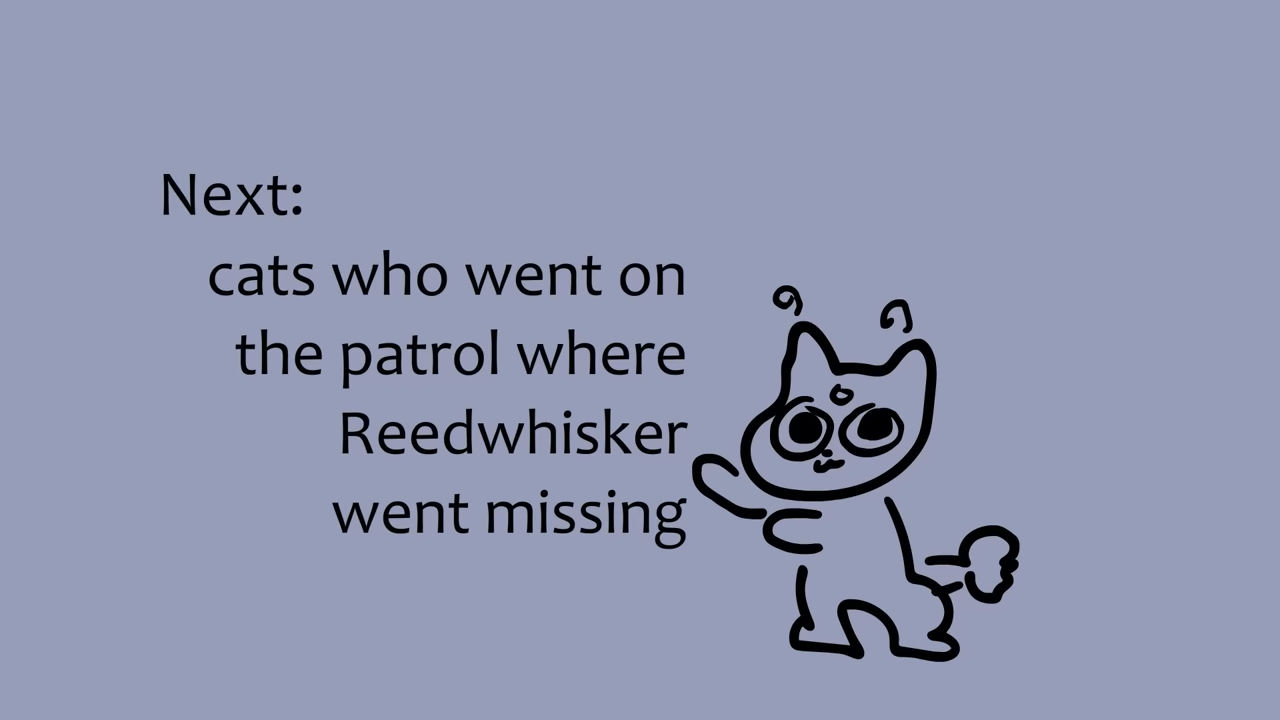 Next:
cats who went on
the patrol where
Reedwhisker
went missing